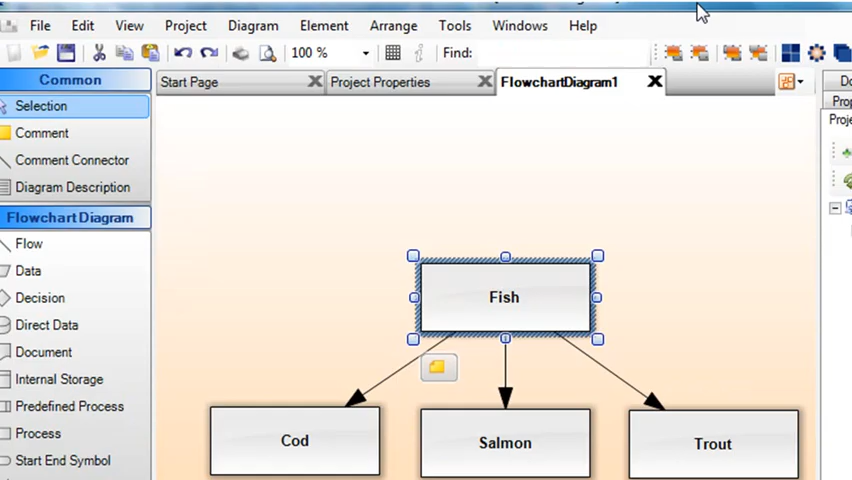 File Edit View Project Diagram Element Arrange Tools Windows Help
100 % Find:
Common Start Page Project Properties FlowchartDiagram1
Selection
Comment
Comment Connector
Diagram Description
Flowchart Diagram
Flow
Data
Decision
Direct Data
Document
Internal Storage
Predefined Process
Process
Start End Symbol
Fish
Cod Salmon Trout